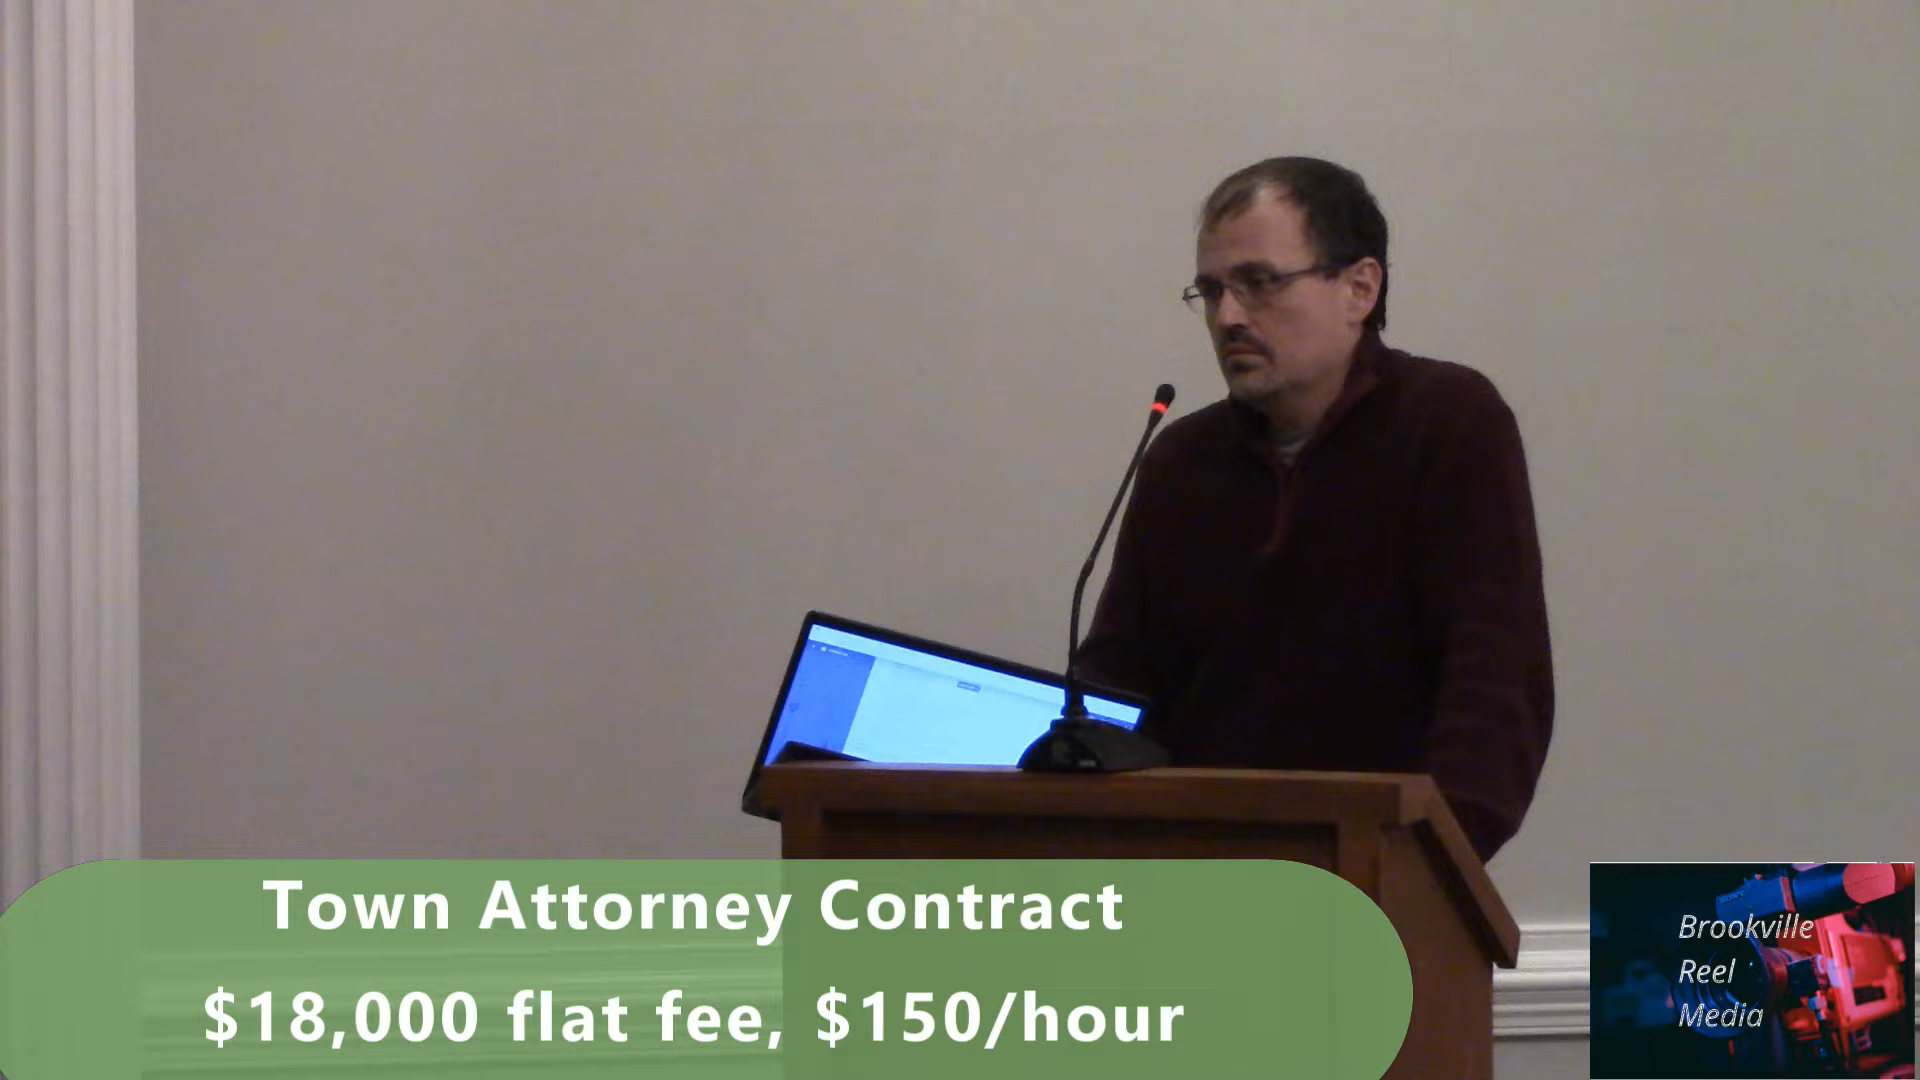 Town Attorney Contract
$18,000 flat fee, $150/hour
Brookville
Reel
Media